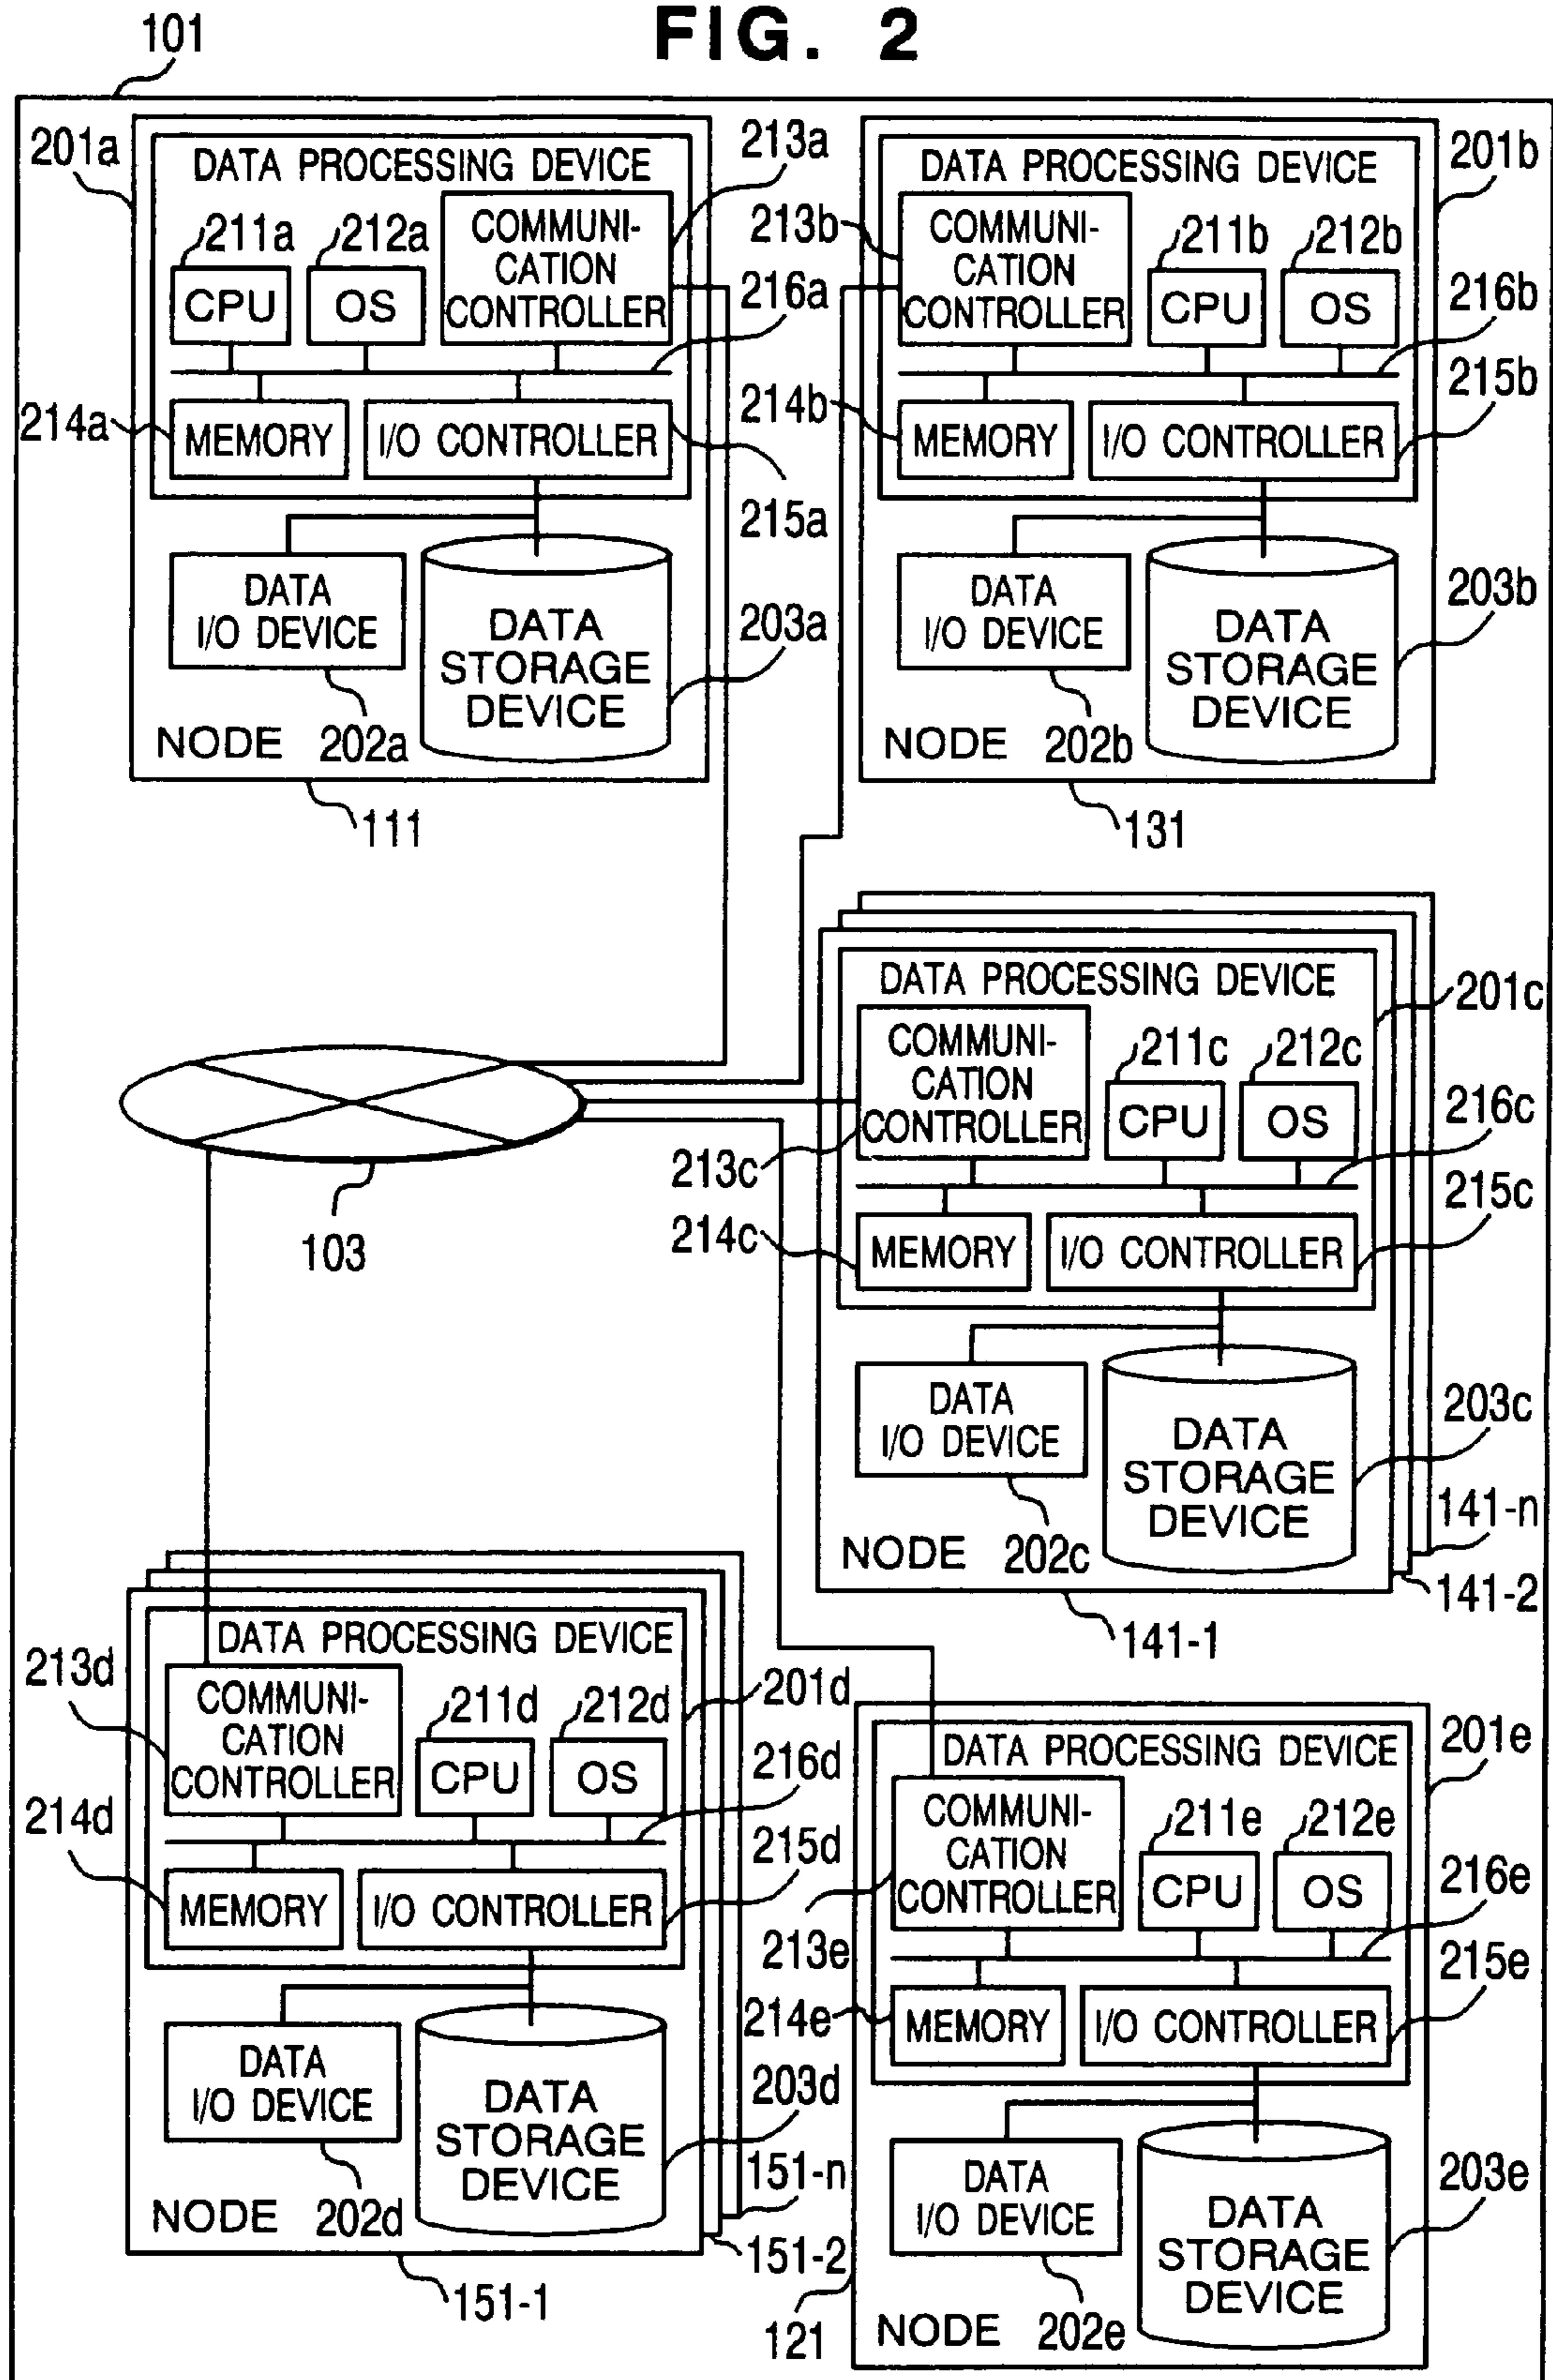 FIG. 2
101
201a
DATA PROCESSING DEVICE
213a
211a
212a
COMMUNI-
CATION
CONTROLLER
CPU
OS
216a
214a
MEMORY
I/O CONTROLLER
215a
DATA
I/O DEVICE
DATA
STORAGE
DEVICE
203a
NODE
202a
111
DATA PROCESSING DEVICE
201b
213b
COMMUNI-
CATION
CONTROLLER
211b
212b
CPU
OS
216b
215b
214b
MEMORY
I/O CONTROLLER
DATA
I/O DEVICE
DATA
STORAGE
DEVICE
203b
NODE
202b
131
103
DATA PROCESSING DEVICE
201c
COMMUNI-
CATION
CONTROLLER
211c
212c
CPU
OS
216c
213c
215c
214c
MEMORY
I/O CONTROLLER
DATA
I/O DEVICE
DATA
STORAGE
DEVICE
203c
NODE
202c
141-n
141-2
141-1
DATA PROCESSING DEVICE
213d
COMMUNI-
CATION
CONTROLLER
211d
212d
201d
CPU
OS
216d
214d
215d
MEMORY
I/O CONTROLLER
DATA
I/O DEVICE
DATA
STORAGE
DEVICE
203d
NODE
202d
151-n
151-2
151-1
DATA PROCESSING DEVICE
201e
COMMUNI-
CATION
CONTROLLER
211e
212e
CPU
OS
216e
213e
215e
214e
MEMORY
I/O CONTROLLER
DATA
I/O DEVICE
DATA
STORAGE
DEVICE
203e
121
NODE
202e